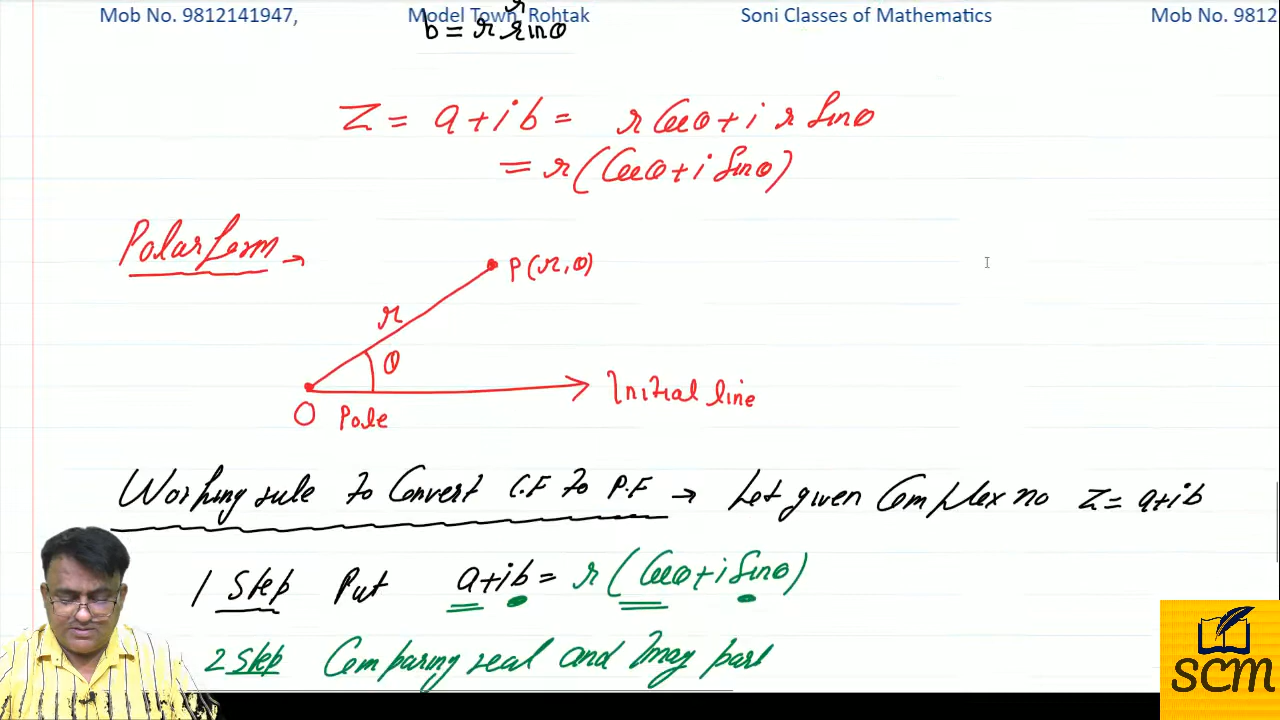 Mob No. 9812141947, Model Town, Rohtak Soni Classes of Mathematics Mob No. 9812
b = r sinθ
Z = a+ib = r Cosθ + i r Sinθ
= r(Cosθ + i Sinθ)
Polar form →
P(r,θ)
r
θ
Initial line
O Pole
Working rule to Convert C.F to P.F → Let given Complex no Z = a+ib
1 Step Put a+ib = r(Cosθ + i Sinθ)
2 Step Comparing real and Imag part
scm